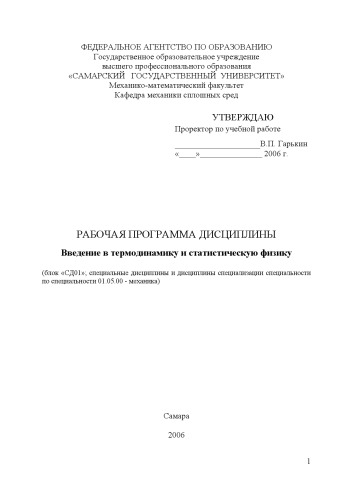 ФЕДЕРАЛЬНОЕ АГЕНТСТВО ПО ОБРАЗОВАНИЮ
Государственное образовательное учреждение
высшего профессионального образования
«САМАРСКИЙ ГОСУДАРСТВЕННЫЙ УНИВЕРСИТЕТ»
Механико-математический факультет
Кафедра механики сплошных сред
УТВЕРЖДАЮ
Проректор по учебной работе
____________________В.П. Гарькин
«____»_______________ 2006 г.
РАБОЧАЯ ПРОГРАММА ДИСЦИПЛИНЫ
Введение в термодинамику и статистическую физику
(блок «СД01», специальные дисциплины и дисциплины специализации специальности
по специальности 01.05.00 - механика)
Самара
2006
1